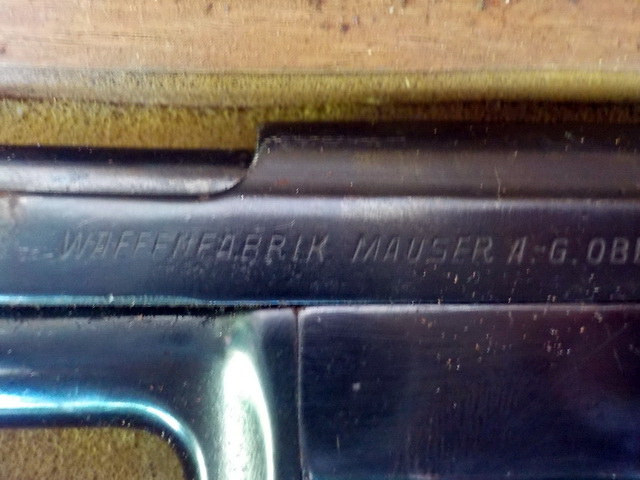 WAFFENFABRIK MAUSER A.-G. OBE